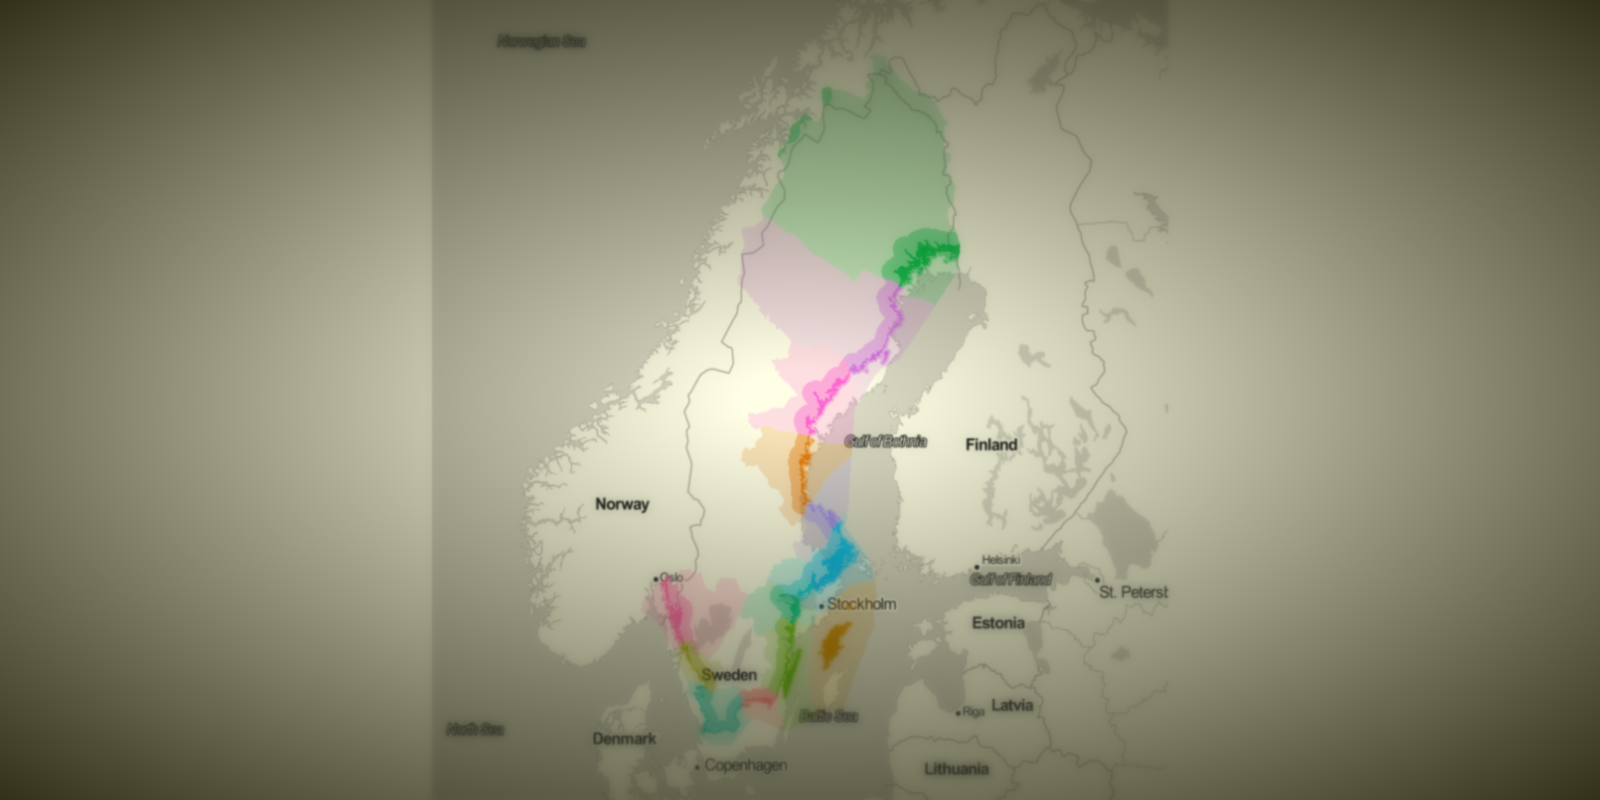 Norwegian Sea
Gulf of Bothnia
Finland
Norway
Helsinki
Oslo
Gulf of Finland
St. Peterst
Stockholm
Estonia
Sweden
Riga
Latvia
Baltic Sea
North Sea
Denmark
Copenhagen
Lithuania